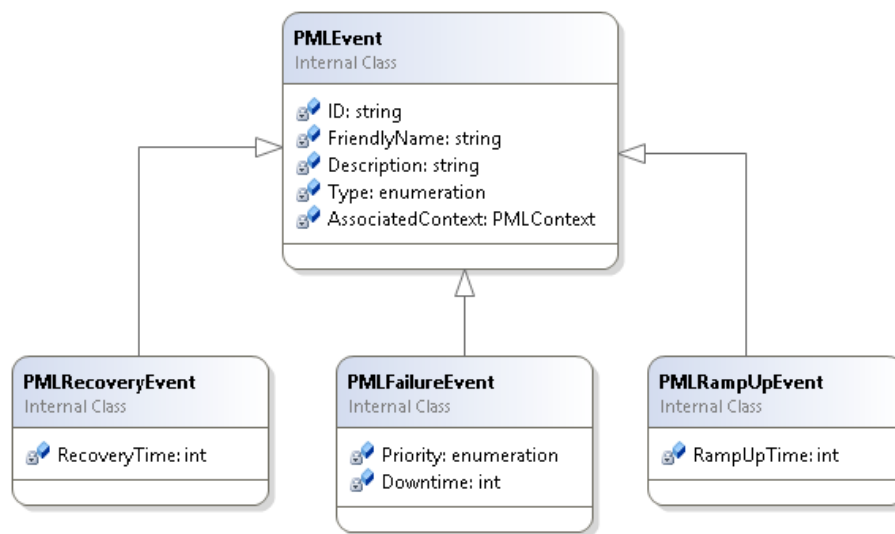 PMLEvent
Internal Class
ID: string
FriendlyName: string
Description: string
Type: enumeration
AssociatedContext: PMLContext
PMLRecoveryEvent
Internal Class
RecoveryTime: int
PMLFailureEvent
Internal Class
Priority: enumeration
Downtime: int
PMLRampUpEvent
Internal Class
RampUpTime: int